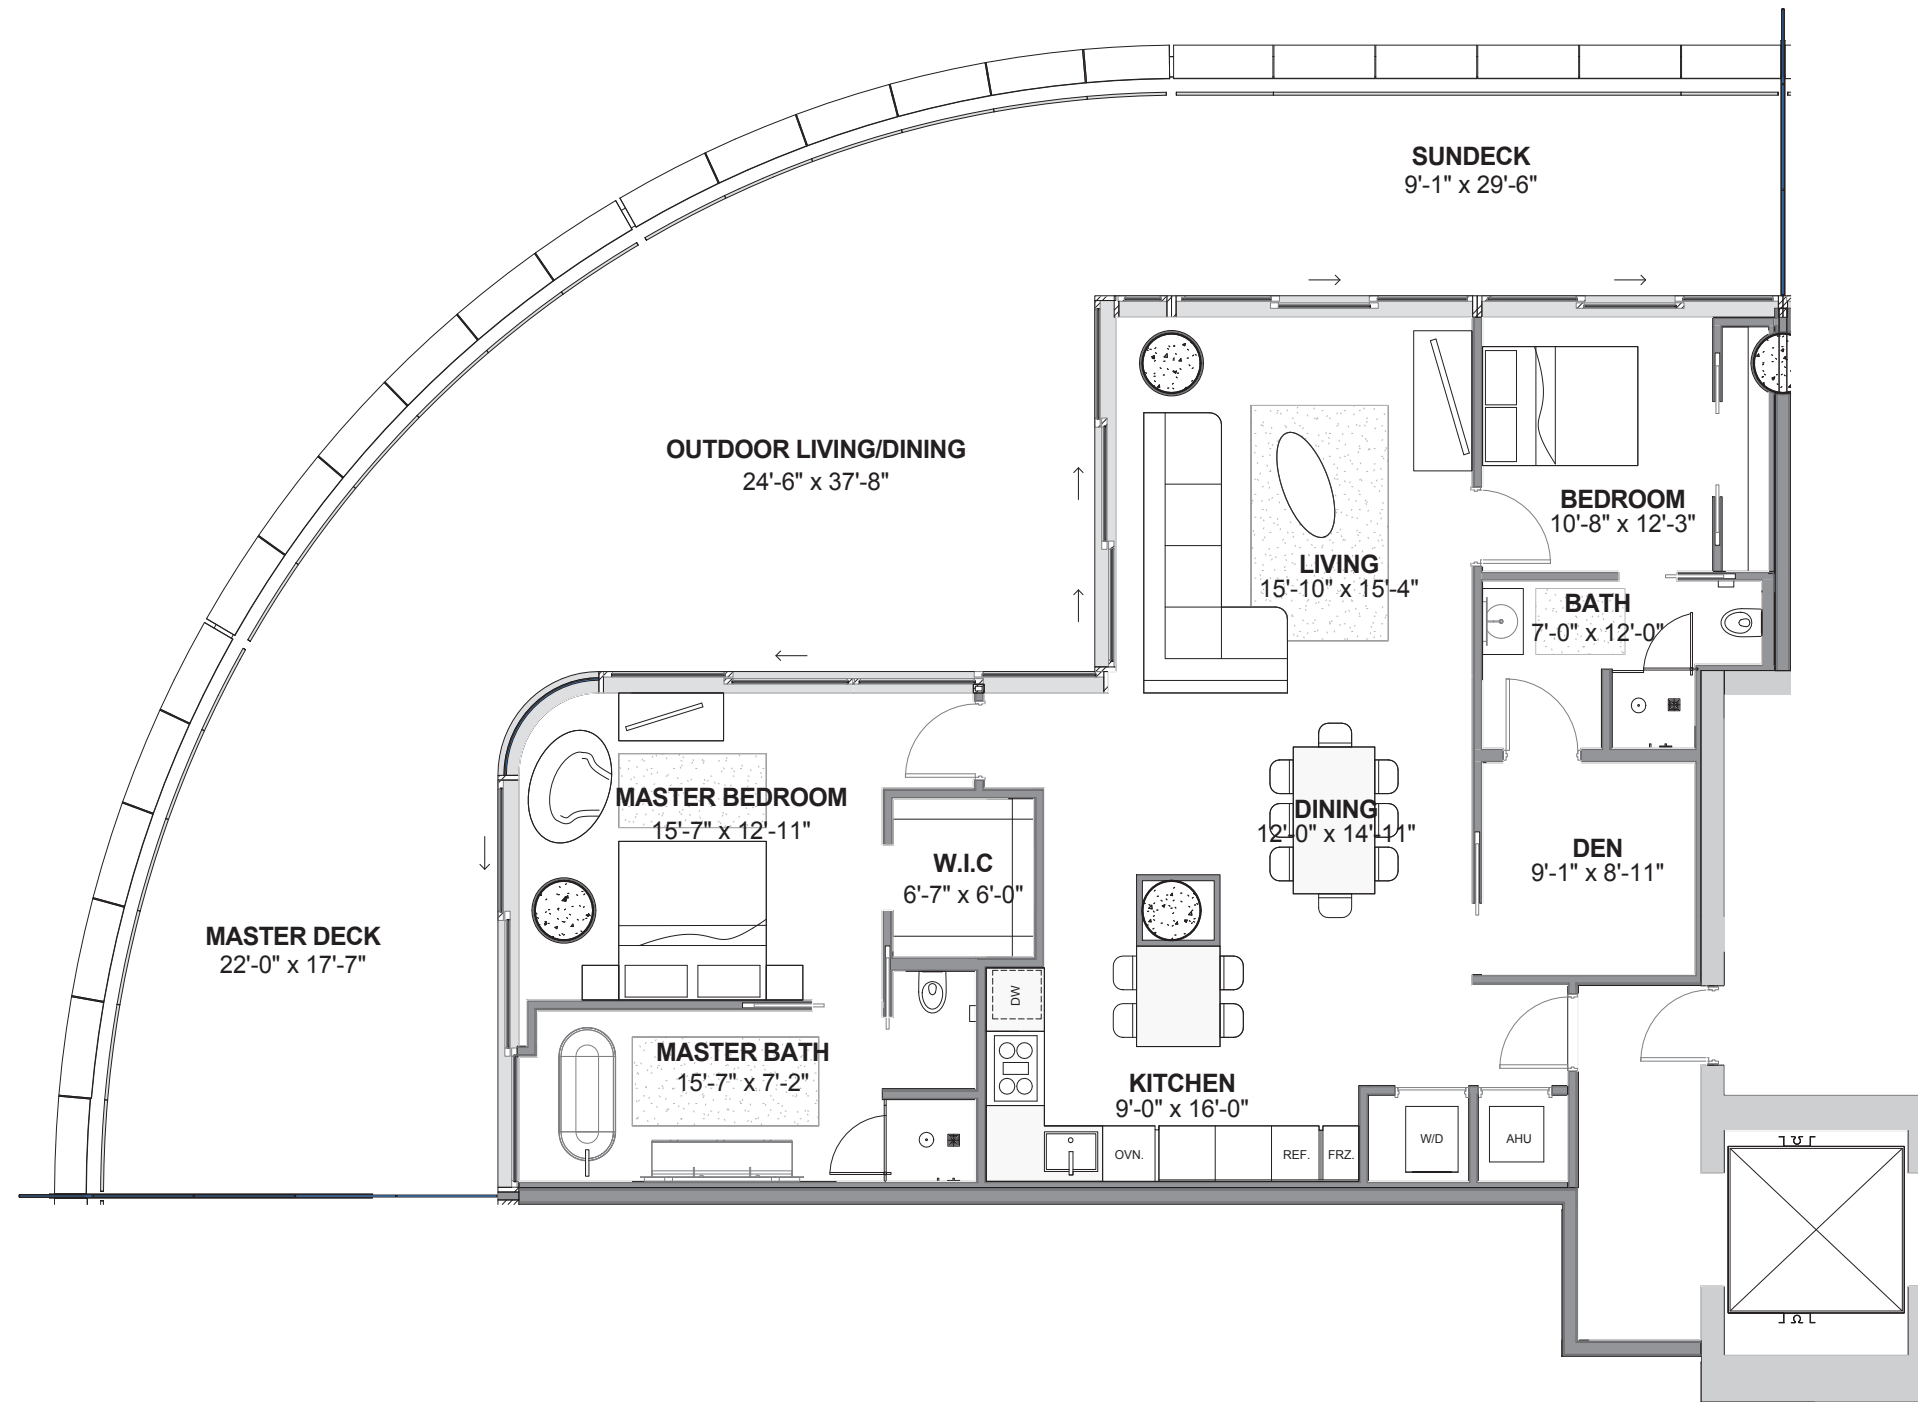 SUNDECK
9'-1" x 29'-6"
OUTDOOR LIVING/DINING
24'-6" x 37'-8"
BEDROOM
10'-8" x 12'-3"
LIVING
15'-10" x 15'-4"
BATH
7'-0" x 12'-0"
MASTER BEDROOM
15'-7" x 12'-11"
DINING
12'-0" x 14'-11"
W.I.C
6'-7" x 6'-0"
DEN
9'-1" x 8'-11"
MASTER DECK
22'-0" x 17'-7"
DW
MASTER BATH
15'-7" x 7'-2"
KITCHEN
9'-0" x 16'-0"
OVN.
REF.
FRZ.
W/D
AHU